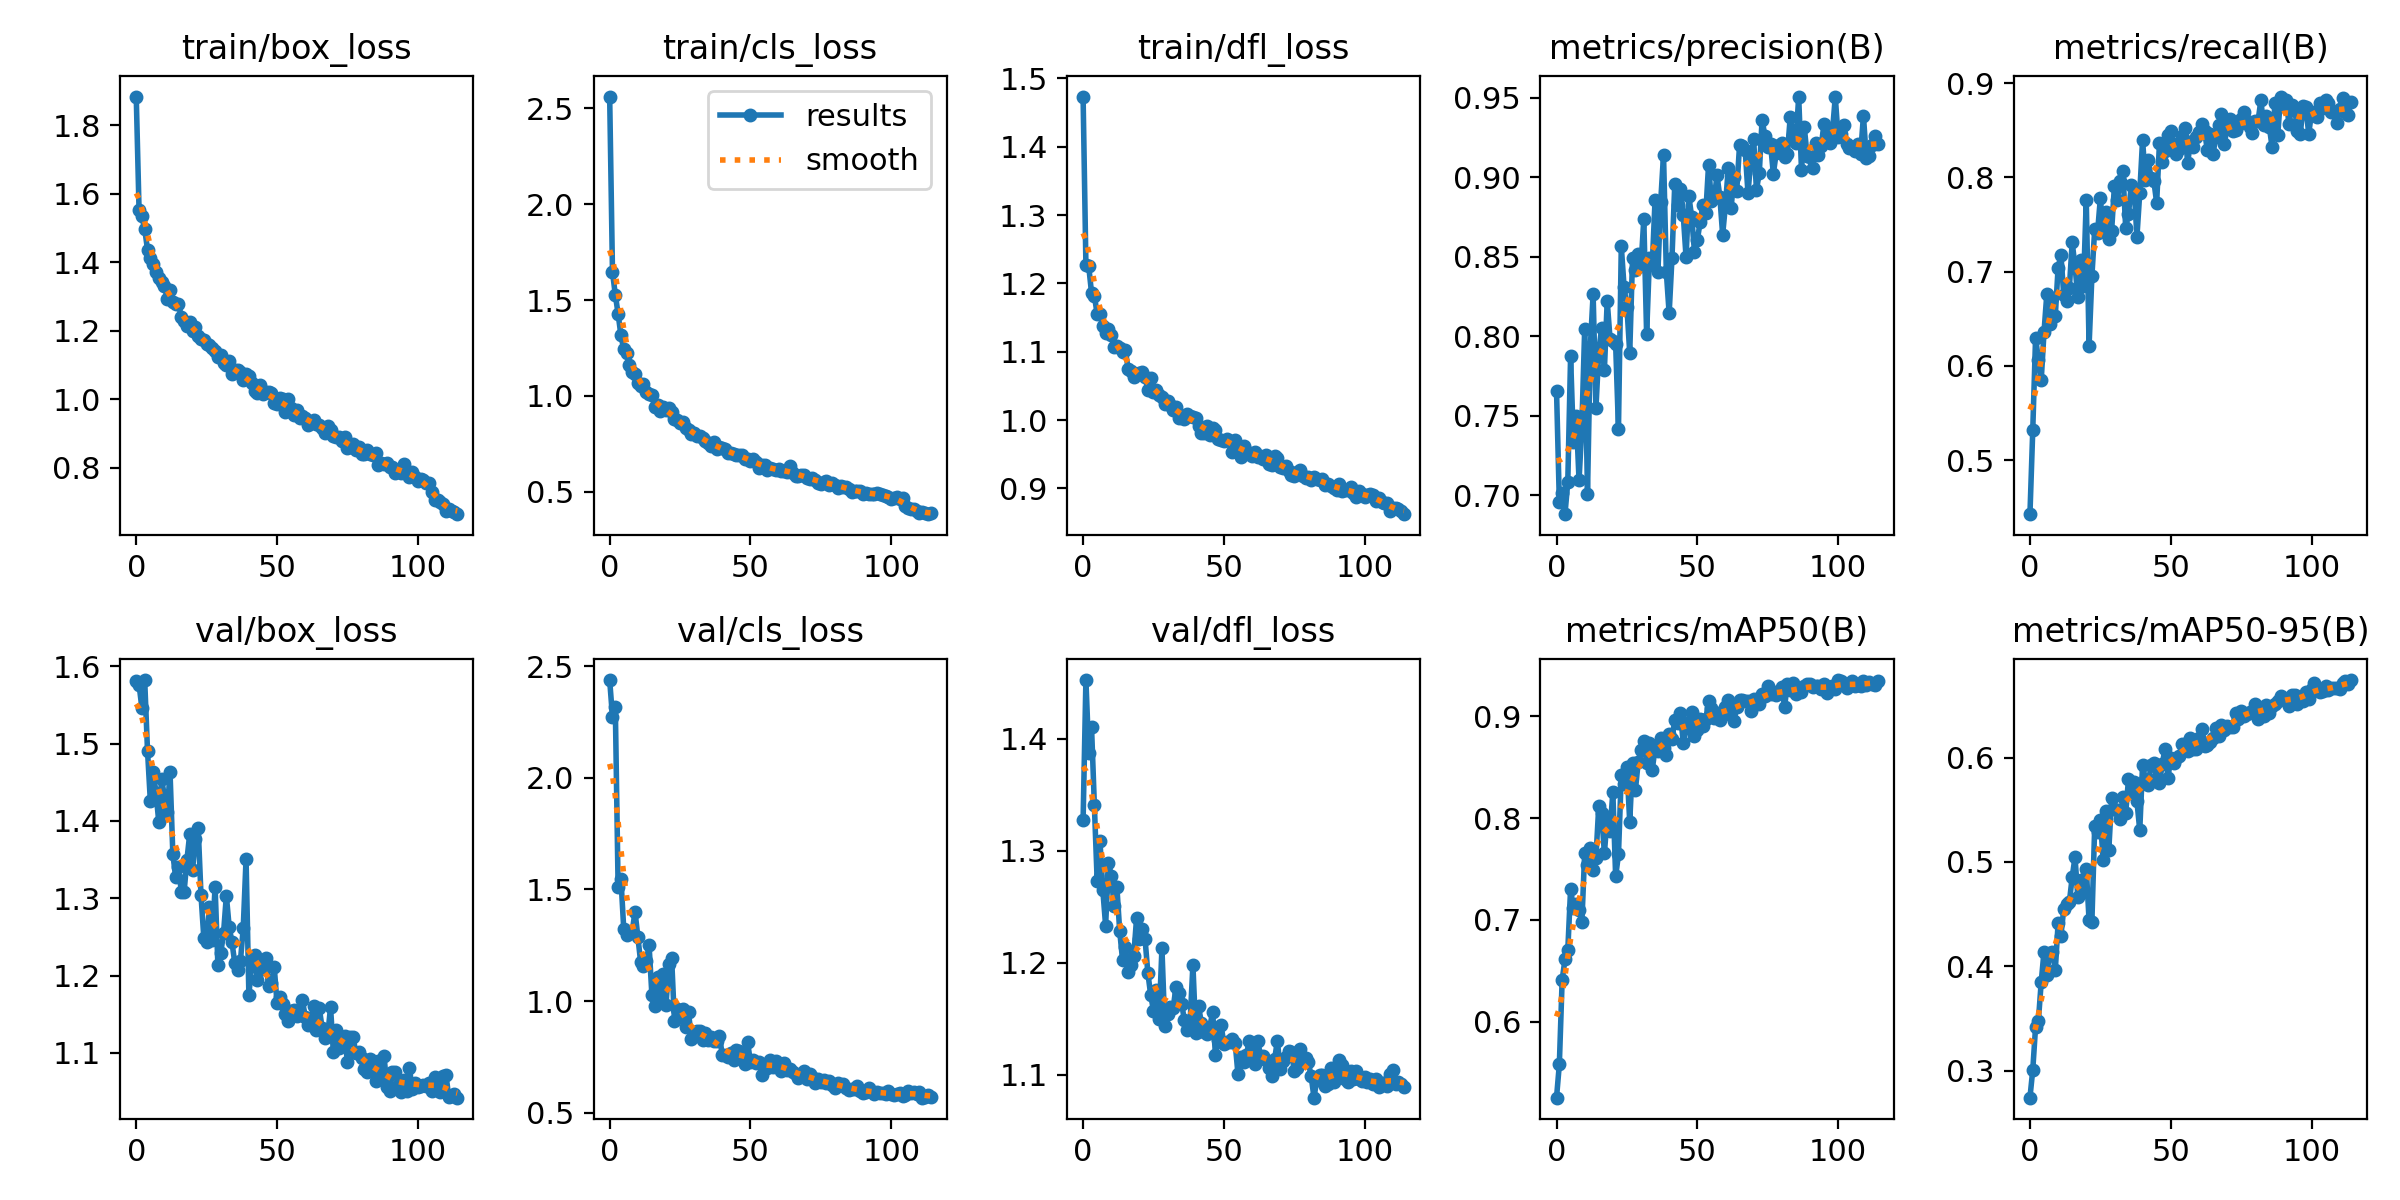 train/box_loss
train/cls_loss
train/dfl_loss
metrics/precision(B)
metrics/recall(B)
1.8
1.6
1.4
1.2
1.0
0.8
0 50 100
2.5
2.0
1.5
1.0
0.5
0 50 100
results
smooth
1.5
1.4
1.3
1.2
1.1
1.0
0.9
0 50 100
0.95
0.90
0.85
0.80
0.75
0.70
0 50 100
0.9
0.8
0.7
0.6
0.5
0 50 100
val/box_loss
val/cls_loss
val/dfl_loss
metrics/mAP50(B)
metrics/mAP50-95(B)
1.6
1.5
1.4
1.3
1.2
1.1
0 50 100
2.5
2.0
1.5
1.0
0.5
0 50 100
1.4
1.3
1.2
1.1
0 50 100
0.9
0.8
0.7
0.6
0 50 100
0.6
0.5
0.4
0.3
0 50 100